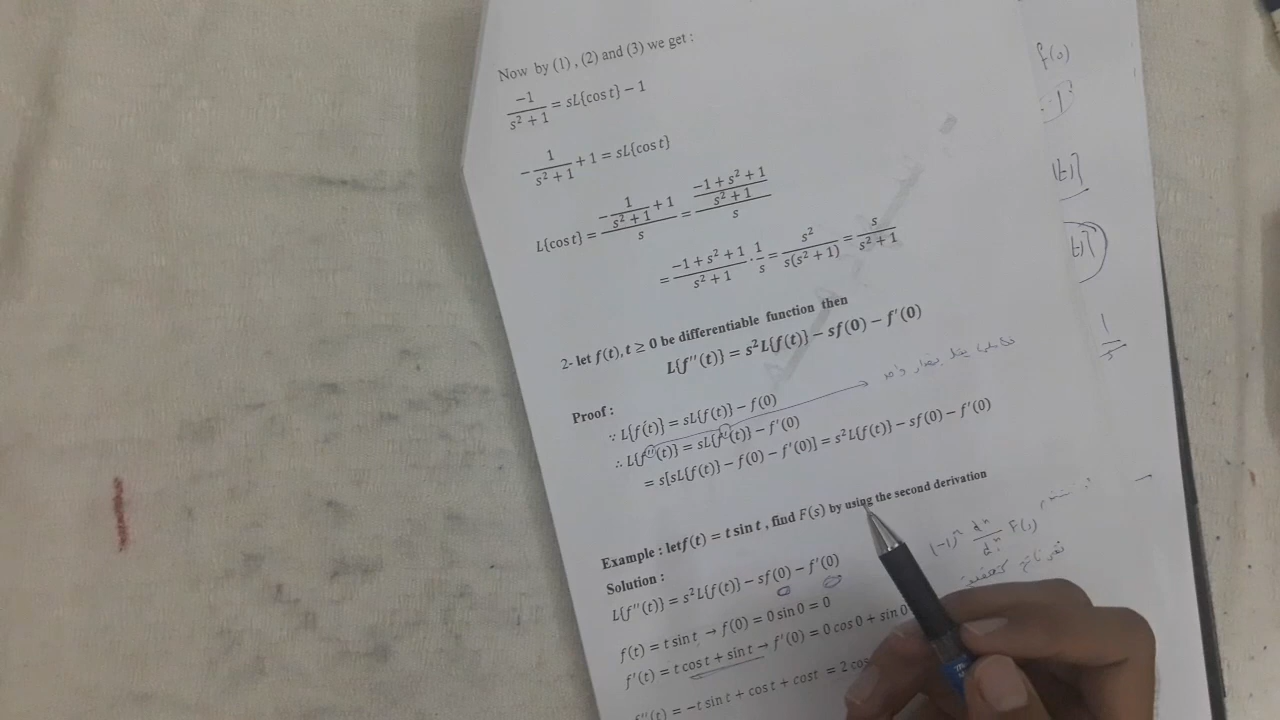 Now by (1) , (2) and (3) we get :
-1/(s² + 1) = sL{cos t} − 1
− 1/(s² + 1) + 1 = sL{cos t}
L{cos t} = (− 1/(s² + 1) + 1)/s = ((−1 + s² + 1)/(s² + 1))/s
= (−1 + s² + 1)/(s² + 1) · 1/s = s²/(s(s² + 1)) = s/(s² + 1)
2- let f(t), t ≥ 0 be differentiable function then
L{f′′(t)} = s²L{f(t)} − sf(0) − f′(0)
Proof :
∵ L{f(t)} = sL{f(t)} − f(0)
∴ L{f′′(t)} = sL{f′(t)} − f′(0)
= s[sL{f(t)} − f(0) − f′(0)] = s²L{f(t)} − sf(0) − f′(0)
Example : let f(t) = t sin t , find F(s) by using the second derivation
Solution :
L{f′′(t)} = s²L{f(t)} − sf(0) − f′(0)
f(t) = t sin t → f(0) = 0 sin 0 = 0
f′(t) = t cos t + sin t → f′(0) = 0 cos 0 + sin 0
f′′(t) = −t sin t + cos t + cos t = 2 cos
(-1)ⁿ dⁿ/dsⁿ F(s)
f(0)